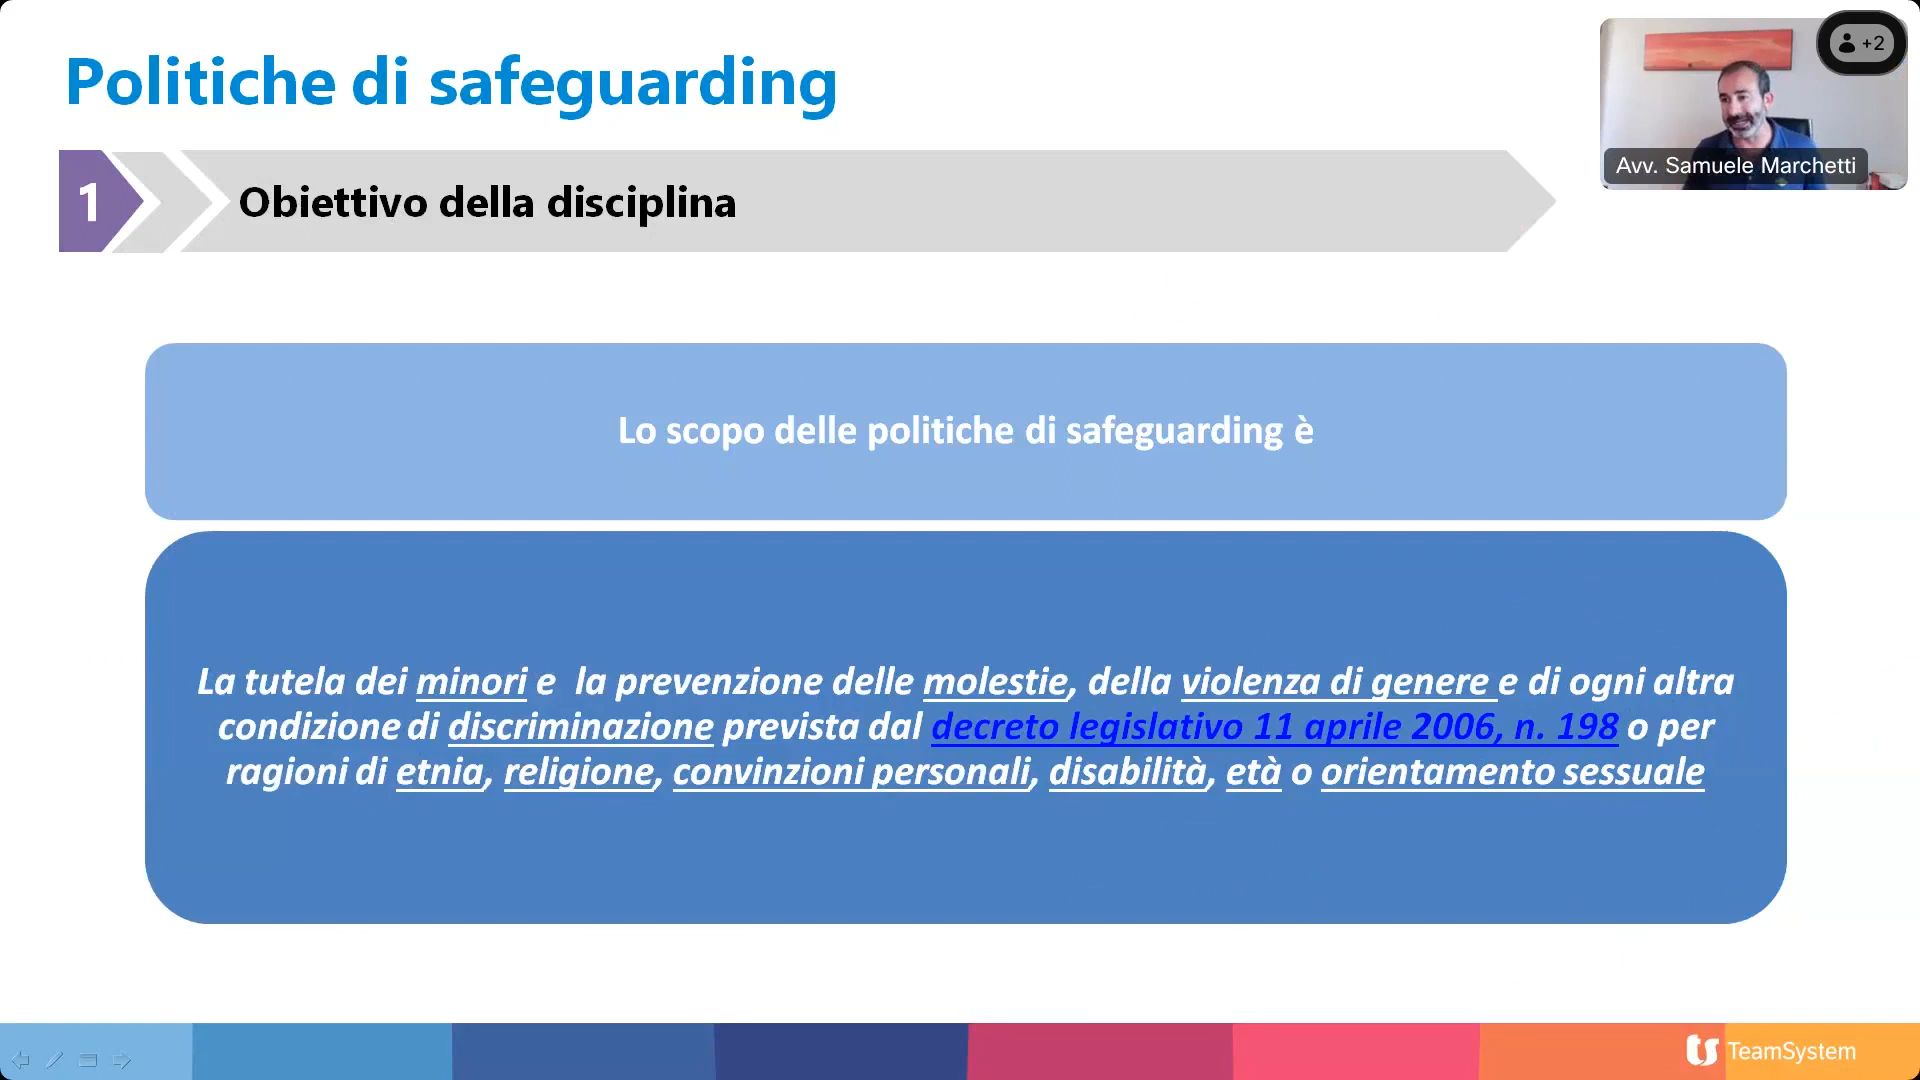 Politiche di safeguarding
+2
Avv. Samuele Marchetti
1
Obiettivo della disciplina
Lo scopo delle politiche di safeguarding è
La tutela dei minori e la prevenzione delle molestie, della violenza di genere e di ogni altra
condizione di discriminazione prevista dal decreto legislativo 11 aprile 2006, n. 198 o per
ragioni di etnia, religione, convinzioni personali, disabilità, età o orientamento sessuale
TeamSystem